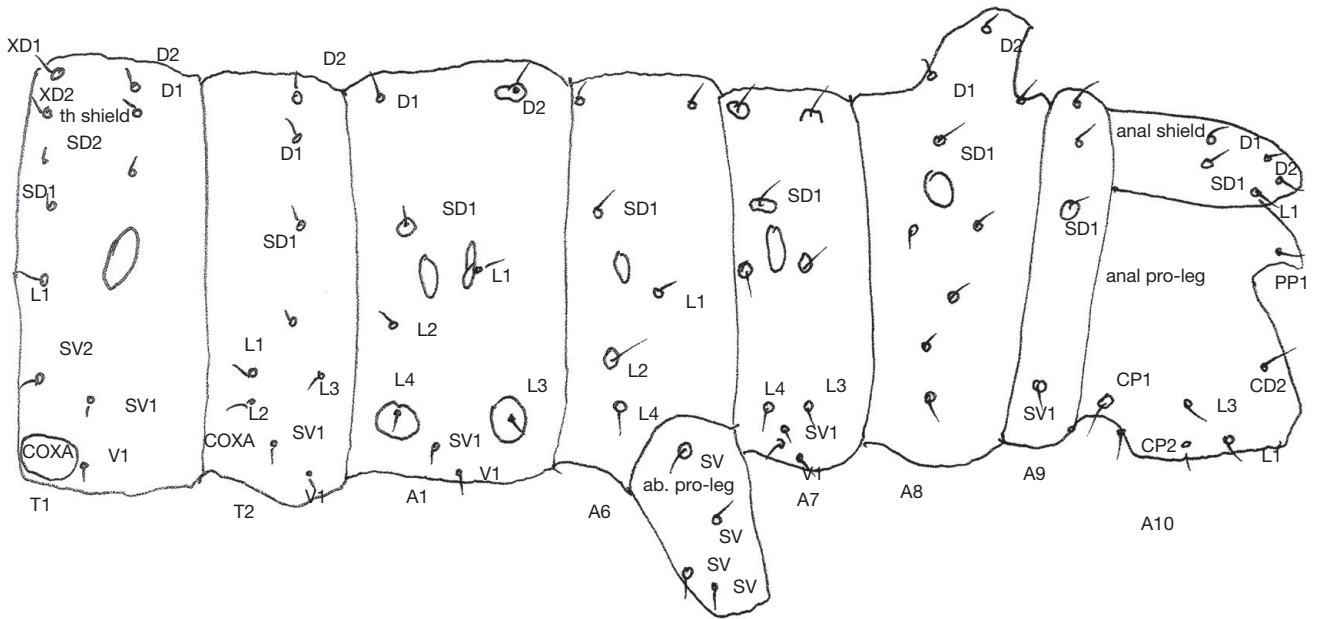 XD1
D2
XD2
D1
th shield
SD2
SD1
L1
SV2
SV1
COXA
V1
T1
D2
D1
SD1
L1
L3
L2
COXA
SV1
V1
T2
D1
D2
SD1
L1
L2
L4
L3
SV1
V1
A1
SD1
L1
L2
L4
A6
SV
ab. pro-leg
SV
SV
SV
SD1
L4
L3
SV1
V1
A7
D2
D1
SD1
A8
SD1
SV1
A9
anal shield
D1
D2
SD1
L1
anal pro-leg
PP1
CD2
CP1
L3
CP2
L1
A10